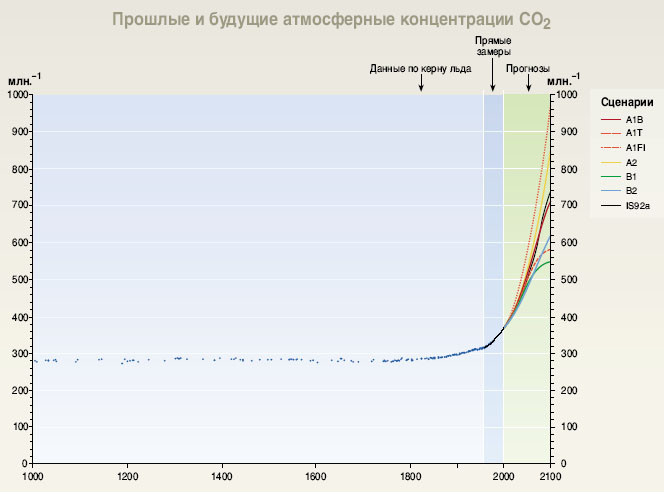 Прошлые и будущие атмосферные концентрации CO₂
Прямые
замеры
Данные по керну льда
Прогнозы
млн.⁻¹
млн.⁻¹
1000
900
800
700
600
500
400
300
200
100
0
1000
900
800
700
600
500
400
300
200
100
0
1000 1200 1400 1600 1800 2000 2100
Сценарии
A1B
A1T
A1FI
A2
B1
B2
IS92a